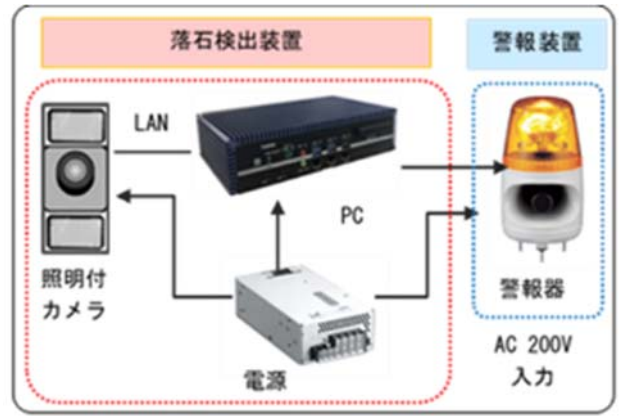 落石検出装置
警報装置
LAN
PC
照明付
カメラ
電源
警報器
AC 200V
入力